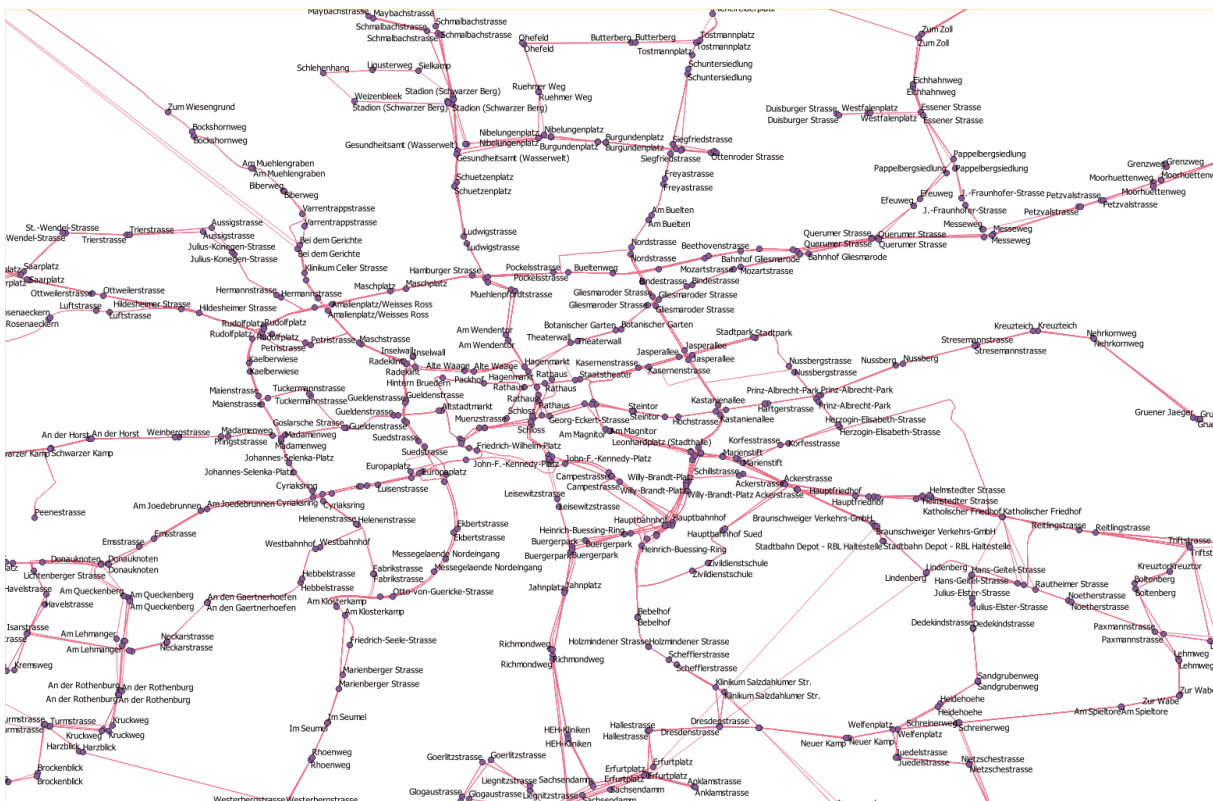 Maybachstrasse
Maybachstrasse
Schmalbachstrasse
Schmalbachstrasse
Schmalbachstrasse
Schmalbachstrasse
Ohefeld
Ohefeld
Butterberg
Butterberg
Tostmannplatz
Tostmannplatz
Zum Zoll
Zum Zoll
Schlehenhang
Ligusterweg
Sielkamp
Schuntersiedlung
Schuntersiedlung
Stadion (Schwarzer Berg)
Weizenbleek
Stadion (Schwarzer Berg)
Stadion (Schwarzer Berg)
Ruehmer Weg
Ruehmer Weg
Eichhahnweg
Eichhahnweg
Zum Wiesengrund
Duisburger Strasse
Duisburger Strasse
Westfalenplatz
Westfalenplatz
Essener Strasse
Essener Strasse
Bockshornweg
Bockshornweg
Nibelungenplatz
Nibelungenplatz
Gesundheitsamt (Wasserwelt)
Gesundheitsamt (Wasserwelt)
Burgundenplatz
Burgundenplatz
Siegfriedstrasse
Siegfriedstrasse
Ottenroder Strasse
Pappelbergsiedlung
Pappelbergsiedlung
Grenzweg
Grenzweg
Moorhuettenweg
Moorhuettenweg
Am Muehlengraben
Am Muehlengraben
Biberweg
Biberweg
Schuetzenplatz
Schuetzenplatz
Freyastrasse
Freyastrasse
Efeuweg
Efeuweg
J.-Fraunhofer-Strasse
J.-Fraunhofer-Strasse
Petzvalstrasse
Petzvalstrasse
Varrentrappstrasse
Varrentrappstrasse
Am Buelten
Am Buelten
Messeweg
Messeweg
St.-Wendel-Strasse
Trierstrasse
Trierstrasse
Aussigstrasse
Aussigstrasse
Julius-Konegen-Strasse
Julius-Konegen-Strasse
Bei dem Gerichte
Bei dem Gerichte
Ludwigstrasse
Ludwigstrasse
Nordstrasse
Nordstrasse
Beethovenstrasse
Querumer Strasse
Querumer Strasse
Querumer Strasse
Bahnhof Gliesmarode
Saarplatz
Saarplatz
Klinikum Celler Strasse
Hamburger Strasse
Pockelsstrasse
Pockelsstrasse
Bueltenweg
Mozartstrasse
Mozartstrasse
Bindestrasse
Bindestrasse
Ottweilerstrasse
Ottweilerstrasse
Luftstrasse
Luftstrasse
Hildesheimer Strasse
Hildesheimer Strasse
Hermannstrasse
Hermannstrasse
Maschplatz
Maschplatz
Muehlenpfordtstrasse
Gliesmaroder Strasse
Gliesmaroder Strasse
Gliesmaroder Strasse
Amalienplatz/Weisses Ross
Amalienplatz/Weisses Ross
Rudolfplatz
Rudolfplatz
Rudolfplatz
Petristrasse
Petristrasse
Maschstrasse
Am Wendentor
Am Wendentor
Botanischer Garten
Botanischer Garten
Theaterwall
Theaterwall
Stadtpark
Stadtpark
Kreuzteich
Kreuzteich
Nehrkornweg
Nehrkornweg
Stresemannstrasse
Stresemannstrasse
Kaelberwiese
Kaelberwiese
Inselwall
Inselwall
Radeklint
Radeklint
Alte Waage
Alte Waage
Hagenmarkt
Hagenmarkt
Packhof
Kasernenstrasse
Kasernenstrasse
Jasperallee
Jasperallee
Nussbergstrasse
Nussbergstrasse
Nussberg
Nussberg
Maienstrasse
Maienstrasse
Tuckermannstrasse
Tuckermannstrasse
Hintern Bruedern
Gueldenstrasse
Gueldenstrasse
Gueldenstrasse
Gueldenstrasse
Rathaus
Rathaus
Rathaus
Rathaus
Rathaus
Staatstheater
Prinz-Albrecht-Park
Prinz-Albrecht-Park
Prinz-Albrecht-Park
Kastanienallee
Kastanienallee
Hartgerstrasse
Gruener Jaeger
Altstadtmarkt
Muenzstrasse
Schloss
Schloss
Georg-Eckert-Strasse
Steintor
Steintor
Hochstrasse
Herzogin-Elisabeth-Strasse
Herzogin-Elisabeth-Strasse
An der Horst
An der Horst
Weinbergstrasse
Pfingststrasse
Goslarsche Strasse
Madamenweg
Madamenweg
Madamenweg
Suedstrasse
Suedstrasse
Friedrich-Wilhelm-Platz
Am Magnitor
Am Magnitor
Leonhardplatz (Stadthalle)
Korfesstrasse
Korfesstrasse
Schwarzer Kamp
Johannes-Selenka-Platz
Johannes-Selenka-Platz
Europaplatz
Europaplatz
John-F.-Kennedy-Platz
John-F.-Kennedy-Platz
Marienstift
Marienstift
Schillstrasse
Campestrasse
Campestrasse
Willy-Brandt-Platz
Willy-Brandt-Platz
Willy-Brandt-Platz
Ackerstrasse
Ackerstrasse
Ackerstrasse
Cyriaksring
Cyriaksring
Cyriaksring
Luisenstrasse
Leisewitzstrasse
Leisewitzstrasse
Hauptfriedhof
Hauptfriedhof
Helmstedter Strasse
Helmstedter Strasse
Katholischer Friedhof
Katholischer Friedhof
Peenestrasse
Am Joedebrunnen
Am Joedebrunnen
Helenenstrasse
Helenenstrasse
Ekbertstrasse
Ekbertstrasse
Heinrich-Buessing-Ring
Heinrich-Buessing-Ring
Hauptbahnhof
Hauptbahnhof
Hauptbahnhof Sued
Braunschweiger Verkehrs-GmbH
Braunschweiger Verkehrs-GmbH
Reitlingstrasse
Reitlingstrasse
Emsstrasse
Emsstrasse
Westbahnhof
Westbahnhof
Buergerpark
Buergerpark
Buergerpark
Stadtbahn Depot - RBL Haltestelle
Stadtbahn Depot - RBL Haltestelle
Triftstrasse
Donauknoten
Donauknoten
Donauknoten
Lichtenberger Strasse
Messegelaende Nordeingang
Messegelaende Nordeingang
Fabrikstrasse
Fabrikstrasse
Zivildienstschule
Zivildienstschule
Lindenberg
Lindenberg
Hans-Geitel-Strasse
Hans-Geitel-Strasse
Rautheimer Strasse
Kreuztor
Kreuztor
Boltenberg
Boltenberg
Havelstrasse
Havelstrasse
Am Queckenberg
Am Queckenberg
Am Queckenberg
Hebbelstrasse
Hebbelstrasse
Otto-von-Guericke-Strasse
Jahnplatz
Jahnplatz
Julius-Elster-Strasse
Julius-Elster-Strasse
Noetherstrasse
Noetherstrasse
An den Gaertnerhoefen
An den Gaertnerhoefen
Am Klosterkamp
Am Klosterkamp
Bebelhof
Bebelhof
Dedekindstrasse
Dedekindstrasse
Paxmannstrasse
Paxmannstrasse
Isarstrasse
Am Lehmanger
Am Lehmanger
Neckarstrasse
Neckarstrasse
Friedrich-Seele-Strasse
Richmondweg
Richmondweg
Richmondweg
Holzmindener Strasse
Holzmindener Strasse
Schefflerstrasse
Schefflerstrasse
Lehmweg
Lehmweg
Kremsweg
Marienberger Strasse
Marienberger Strasse
An der Rothenburg
An der Rothenburg
An der Rothenburg
Klinikum Salzdahlumer Str.
Klinikum Salzdahlumer Str.
Sandgrubenweg
Sandgrubenweg
Heidehoehe
Heidehoehe
Zur Wabe
Zur Wabe
Am Spieltore
Am Spieltore
Turmstrasse
Turmstrasse
Kruckweg
Kruckweg
Kruckweg
Im Seumel
Im Seumel
Hallestrasse
Hallestrasse
Dresdenstrasse
Dresdenstrasse
Welfenplatz
Welfenplatz
Schreinerweg
Schreinerweg
Harzblick
Harzblick
HEH-Kliniken
HEH-Kliniken
Neuer Kamp
Neuer Kamp
Rhoenweg
Rhoenweg
Goerlitzstrasse
Goerlitzstrasse
Juedelstrasse
Juedelstrasse
Nietzschestrasse
Nietzschestrasse
Brockenblick
Brockenblick
Erfurtplatz
Erfurtplatz
Erfurtplatz
Sachsendamm
Sachsendamm
Sachsendamm
Anklamstrasse
Anklamstrasse
Liegnitzstrasse
Liegnitzstrasse
Glogaustrasse
Glogaustrasse
Westerbergstrasse
Westerbergstrasse